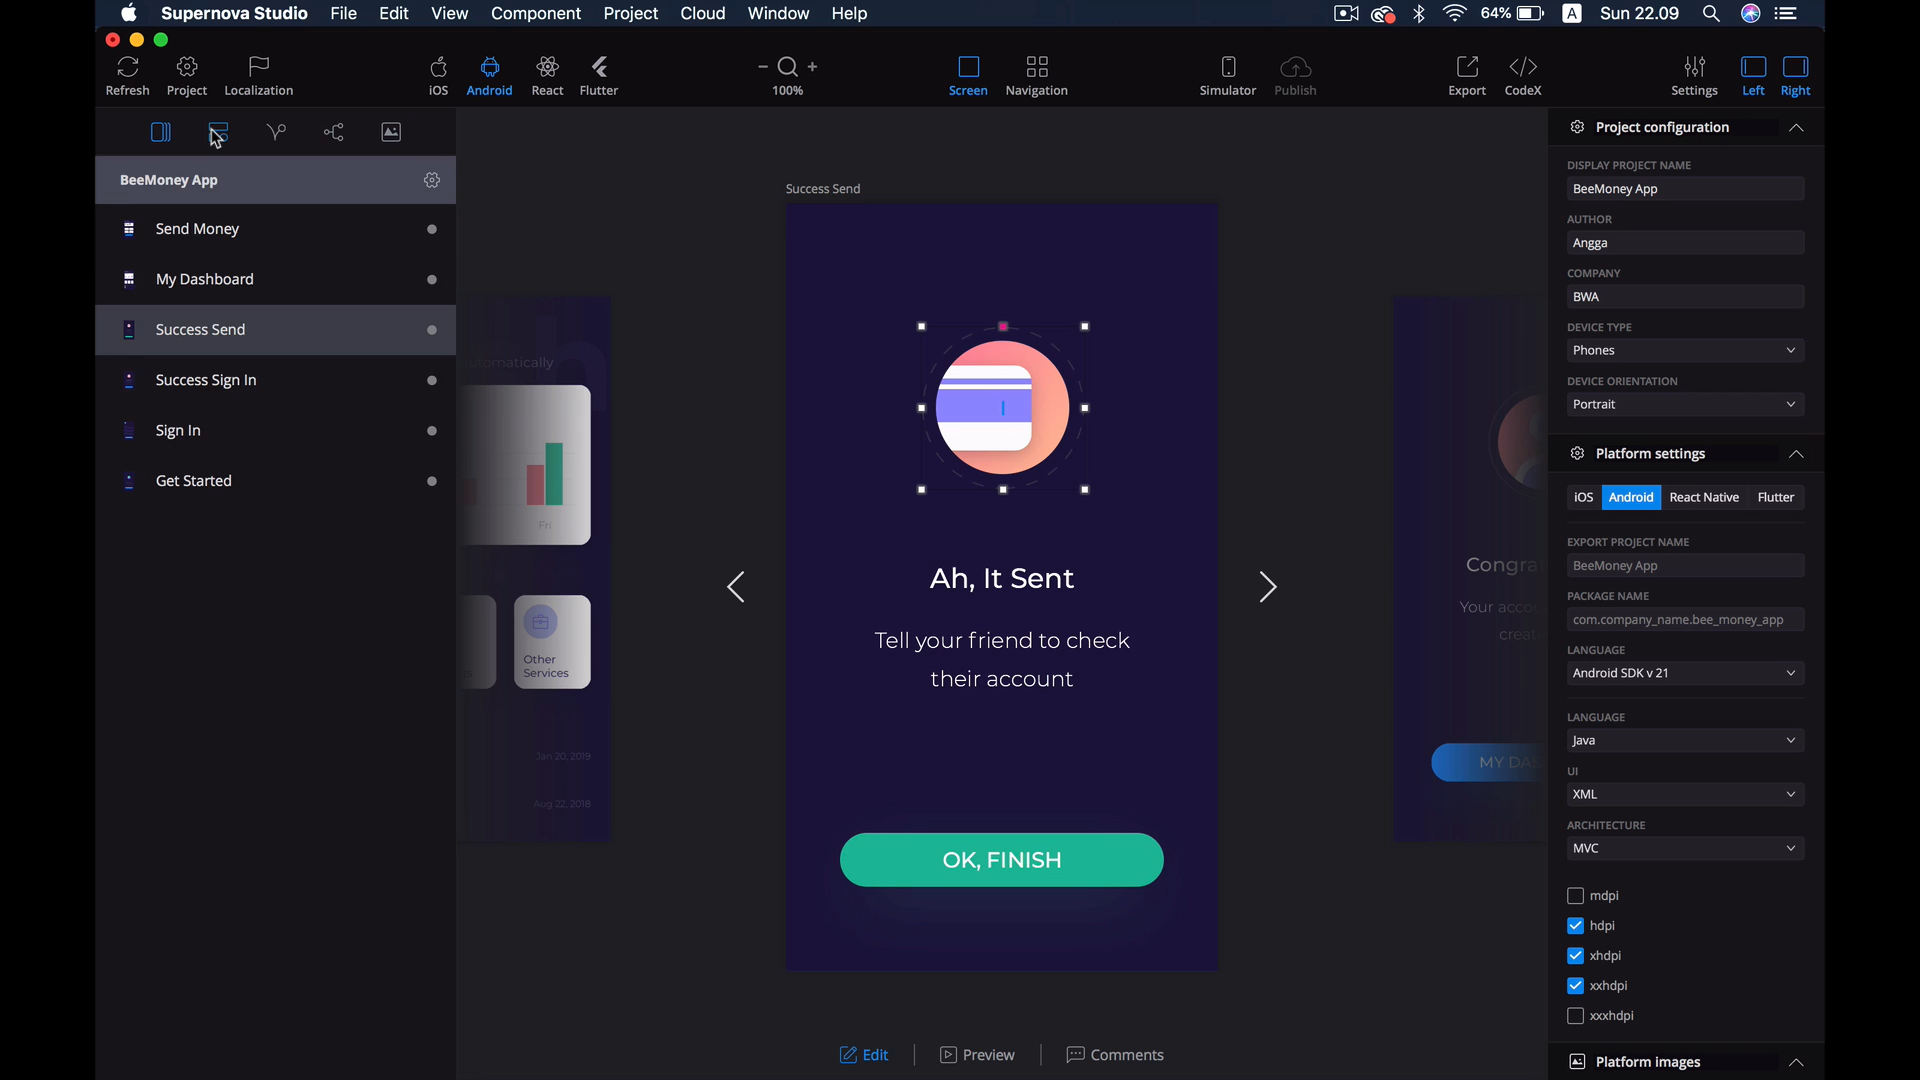 Supernova Studio File Edit View Component Project Cloud Window Help 64% A Sun 22.09
Refresh Project Localization iOS Android React Flutter 100% Screen Navigation Simulator Publish Export CodeX Settings Left Right
BeeMoney App
Send Money
My Dashboard
Success Send
Success Sign In
Sign In
Get Started
Success Send
Fri
Other
Services
Jan 20, 2019
Aug 22, 2018
Ah, It Sent
Tell your friend to check
their account
OK, FINISH
Edit Preview Comments
Project configuration
DISPLAY PROJECT NAME
BeeMoney App
AUTHOR
Angga
COMPANY
BWA
DEVICE TYPE
Phones
DEVICE ORIENTATION
Portrait
Platform settings
iOS Android React Native Flutter
EXPORT PROJECT NAME
BeeMoney App
PACKAGE NAME
com.company_name.bee_money_app
LANGUAGE
Android SDK v 21
LANGUAGE
Java
UI
XML
ARCHITECTURE
MVC
mdpi
hdpi
xhdpi
xxhdpi
xxxhdpi
Platform images